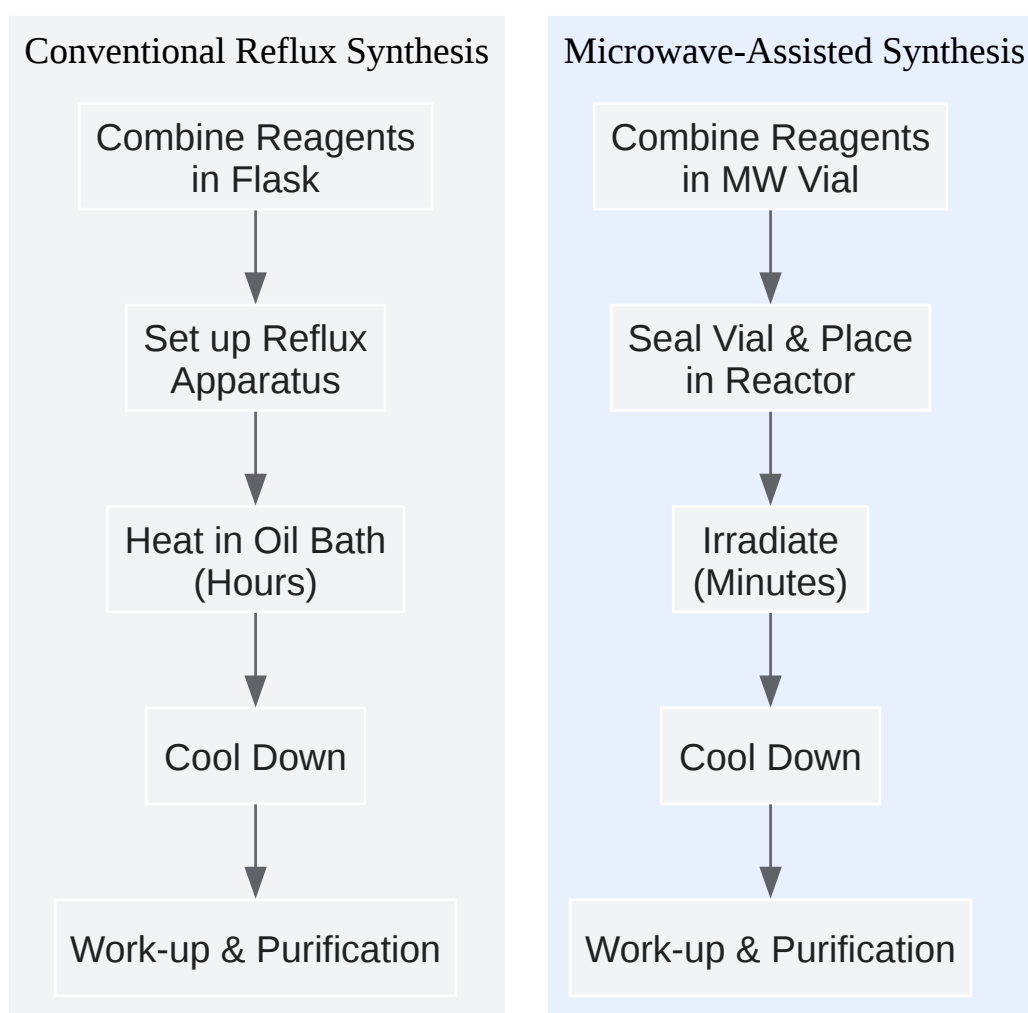 Conventional Reflux Synthesis
Combine Reagents
in Flask
Set up Reflux
Apparatus
Heat in Oil Bath
(Hours)
Cool Down
Work-up & Purification
Microwave-Assisted Synthesis
Combine Reagents
in MW Vial
Seal Vial & Place
in Reactor
Irradiate
(Minutes)
Cool Down
Work-up & Purification